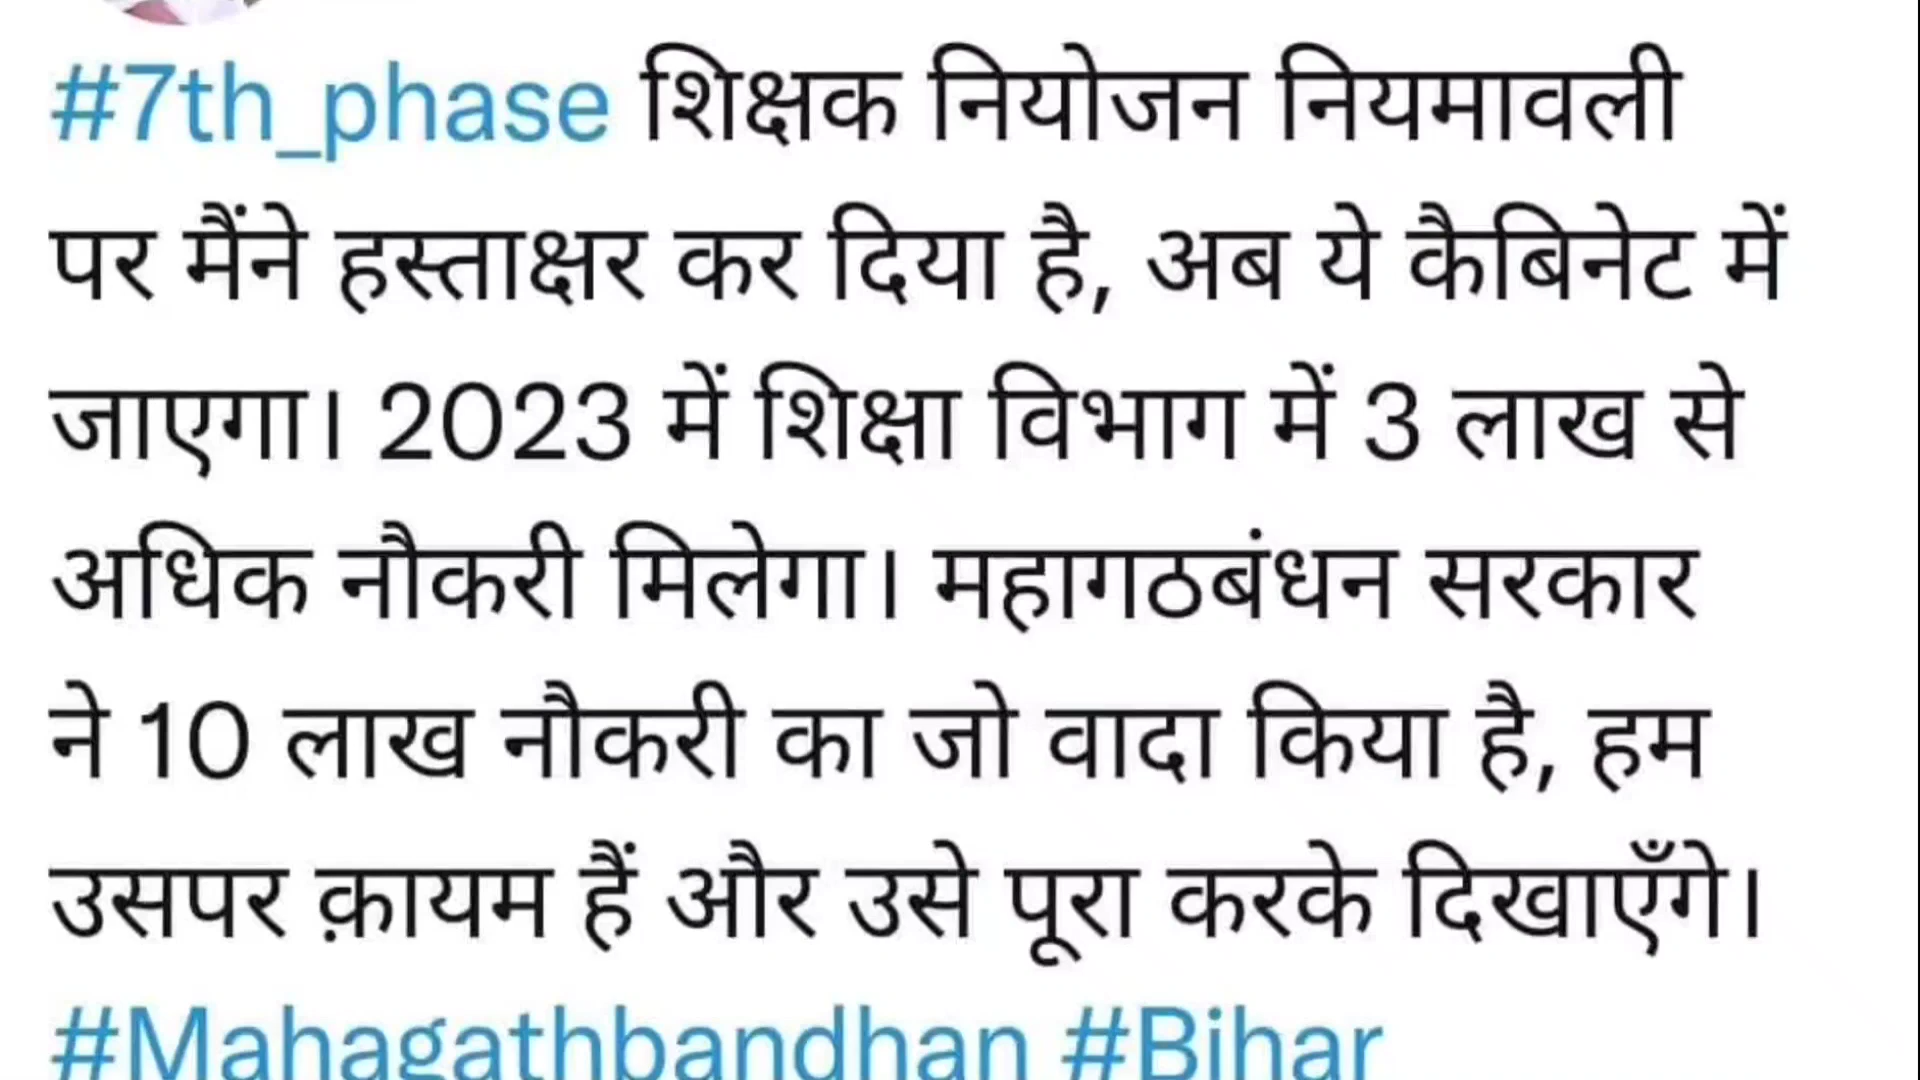 #7th_phase शिक्षक नियोजन नियमावली
पर मैंने हस्ताक्षर कर दिया है, अब ये कैबिनेट में
जाएगा। 2023 में शिक्षा विभाग में 3 लाख से
अधिक नौकरी मिलेगा। महागठबंधन सरकार
ने 10 लाख नौकरी का जो वादा किया है, हम
उसपर क़ायम हैं और उसे पूरा करके दिखाएँगे।
#Mahagathbandhan #Bihar